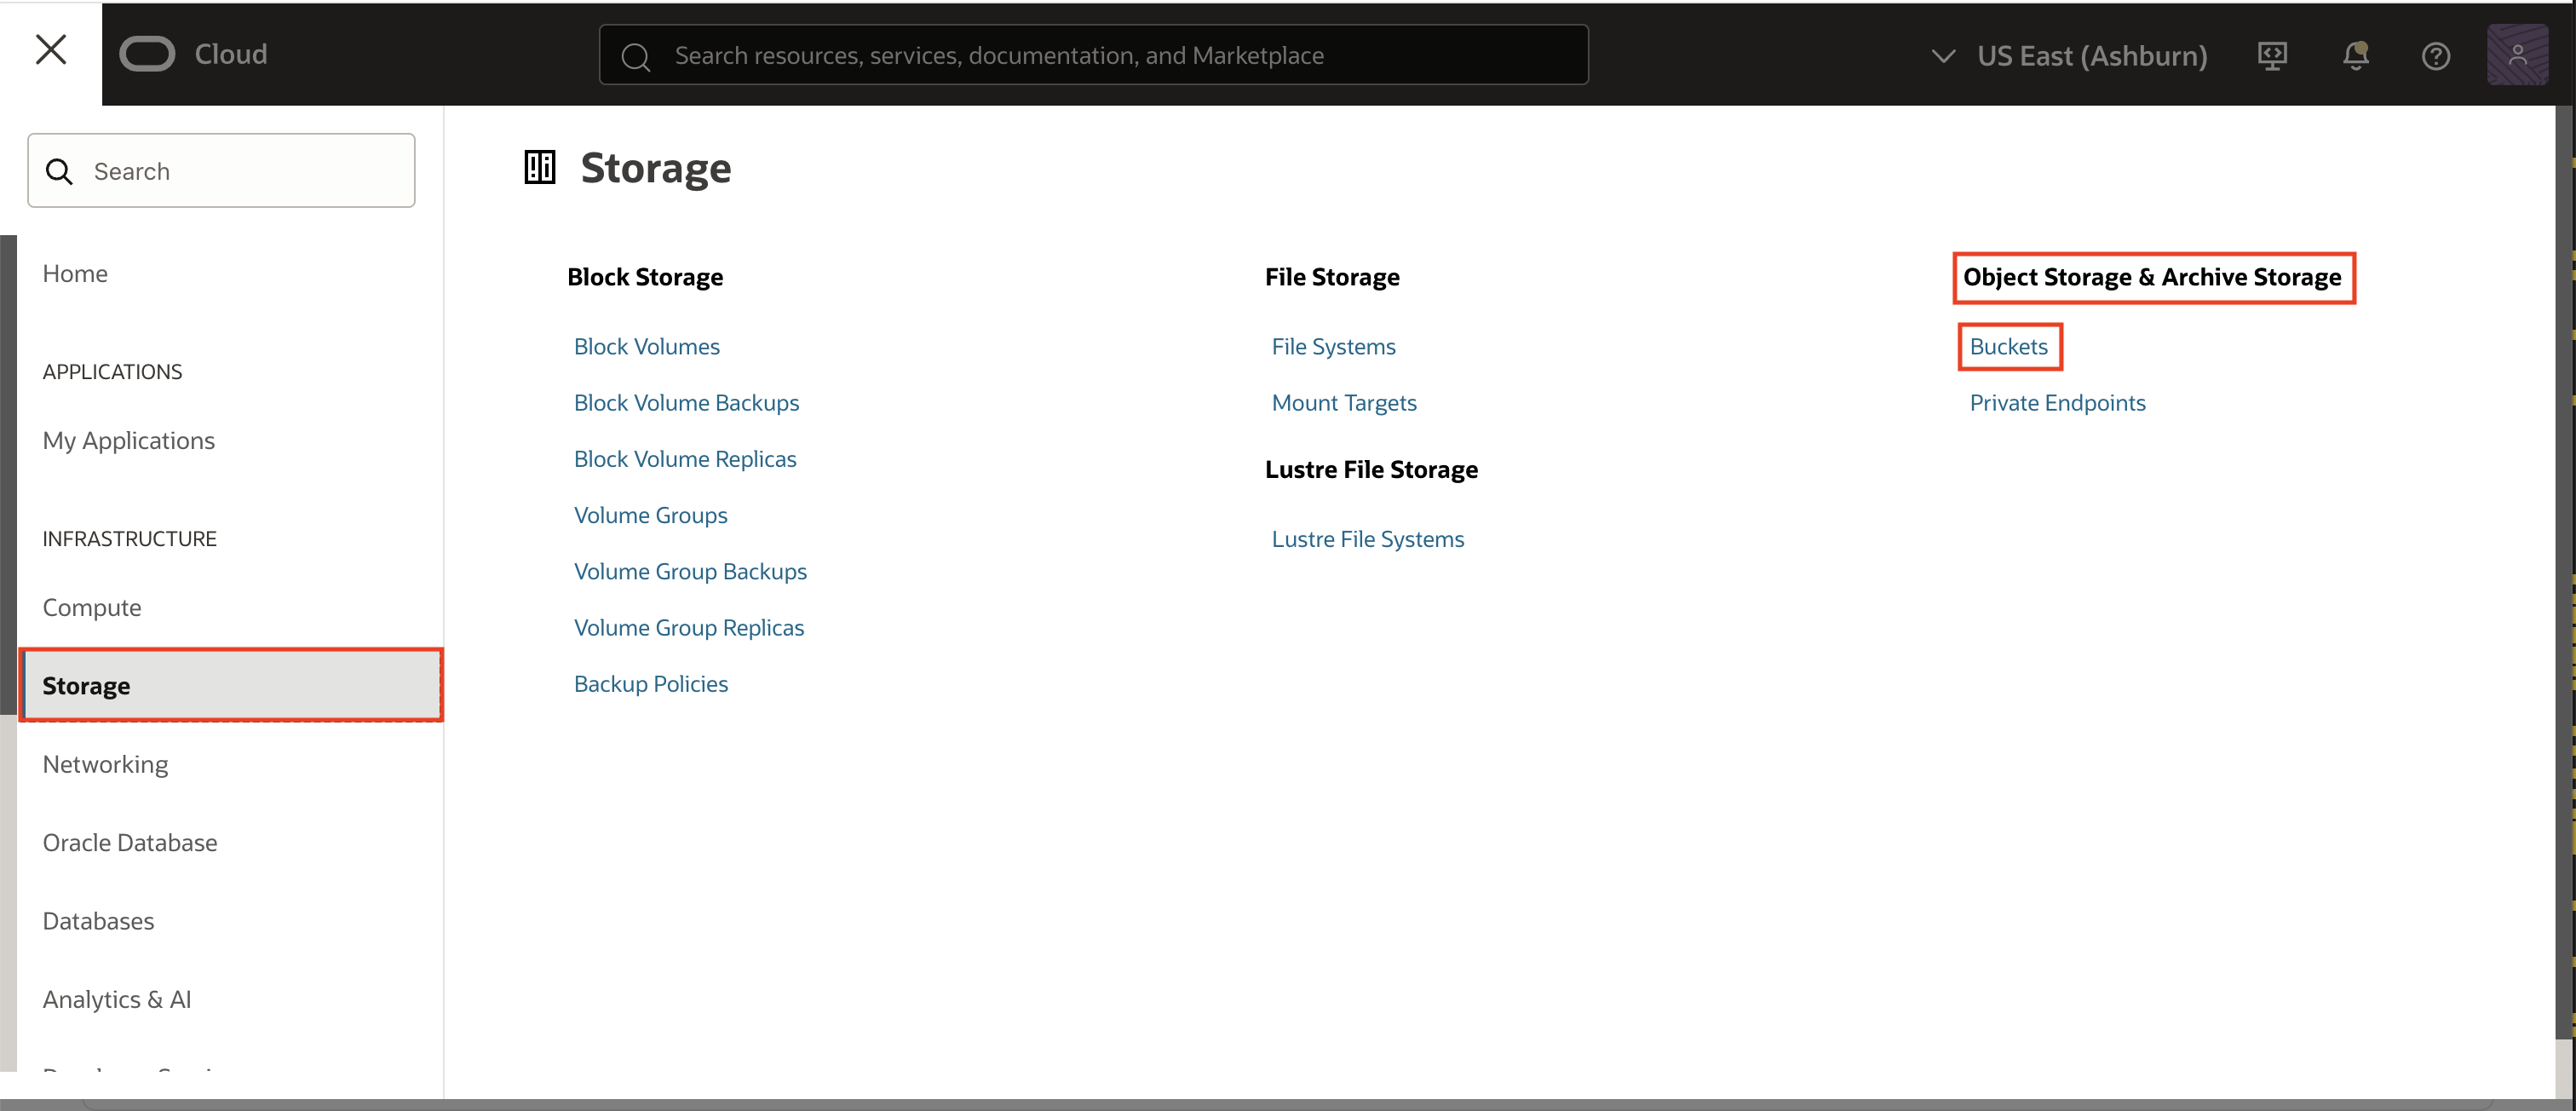 Cloud
Search resources, services, documentation, and Marketplace
US East (Ashburn)
Search
Home
APPLICATIONS
My Applications
INFRASTRUCTURE
Compute
Storage
Networking
Oracle Database
Databases
Analytics & AI
Storage
Block Storage
Block Volumes
Block Volume Backups
Block Volume Replicas
Volume Groups
Volume Group Backups
Volume Group Replicas
Backup Policies
File Storage
File Systems
Mount Targets
Lustre File Storage
Lustre File Systems
Object Storage & Archive Storage
Buckets
Private Endpoints